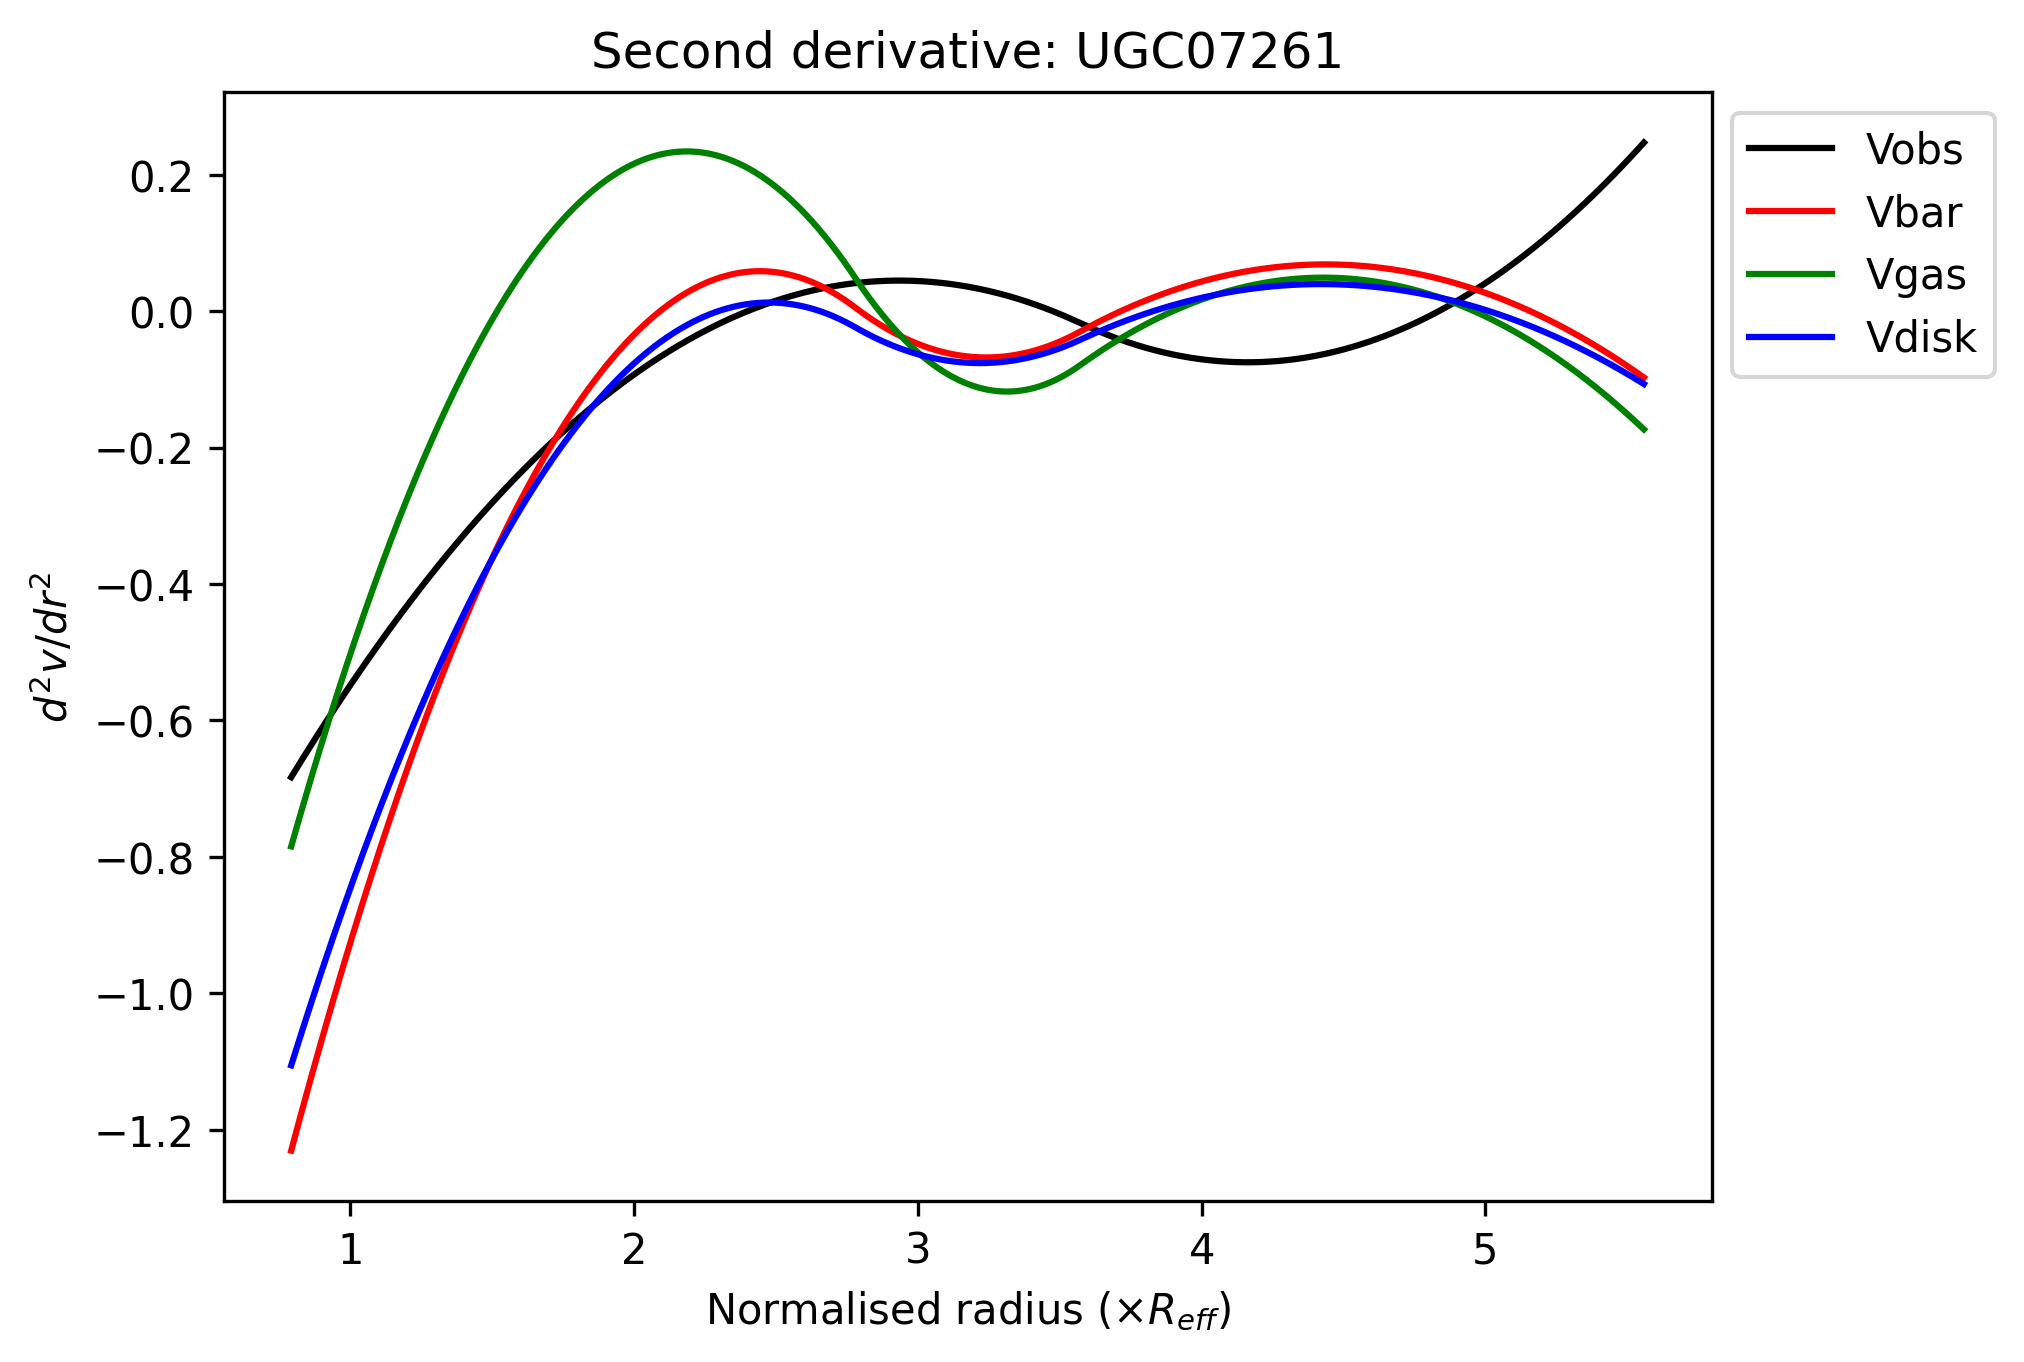 Second derivative: UGC07261
Vobs
Vbar
Vgas
Vdisk
0.2
0.0
−0.2
−0.4
−0.6
−0.8
−1.0
−1.2
d²v/dr²
1 2 3 4 5
Normalised radius (×R_eff)